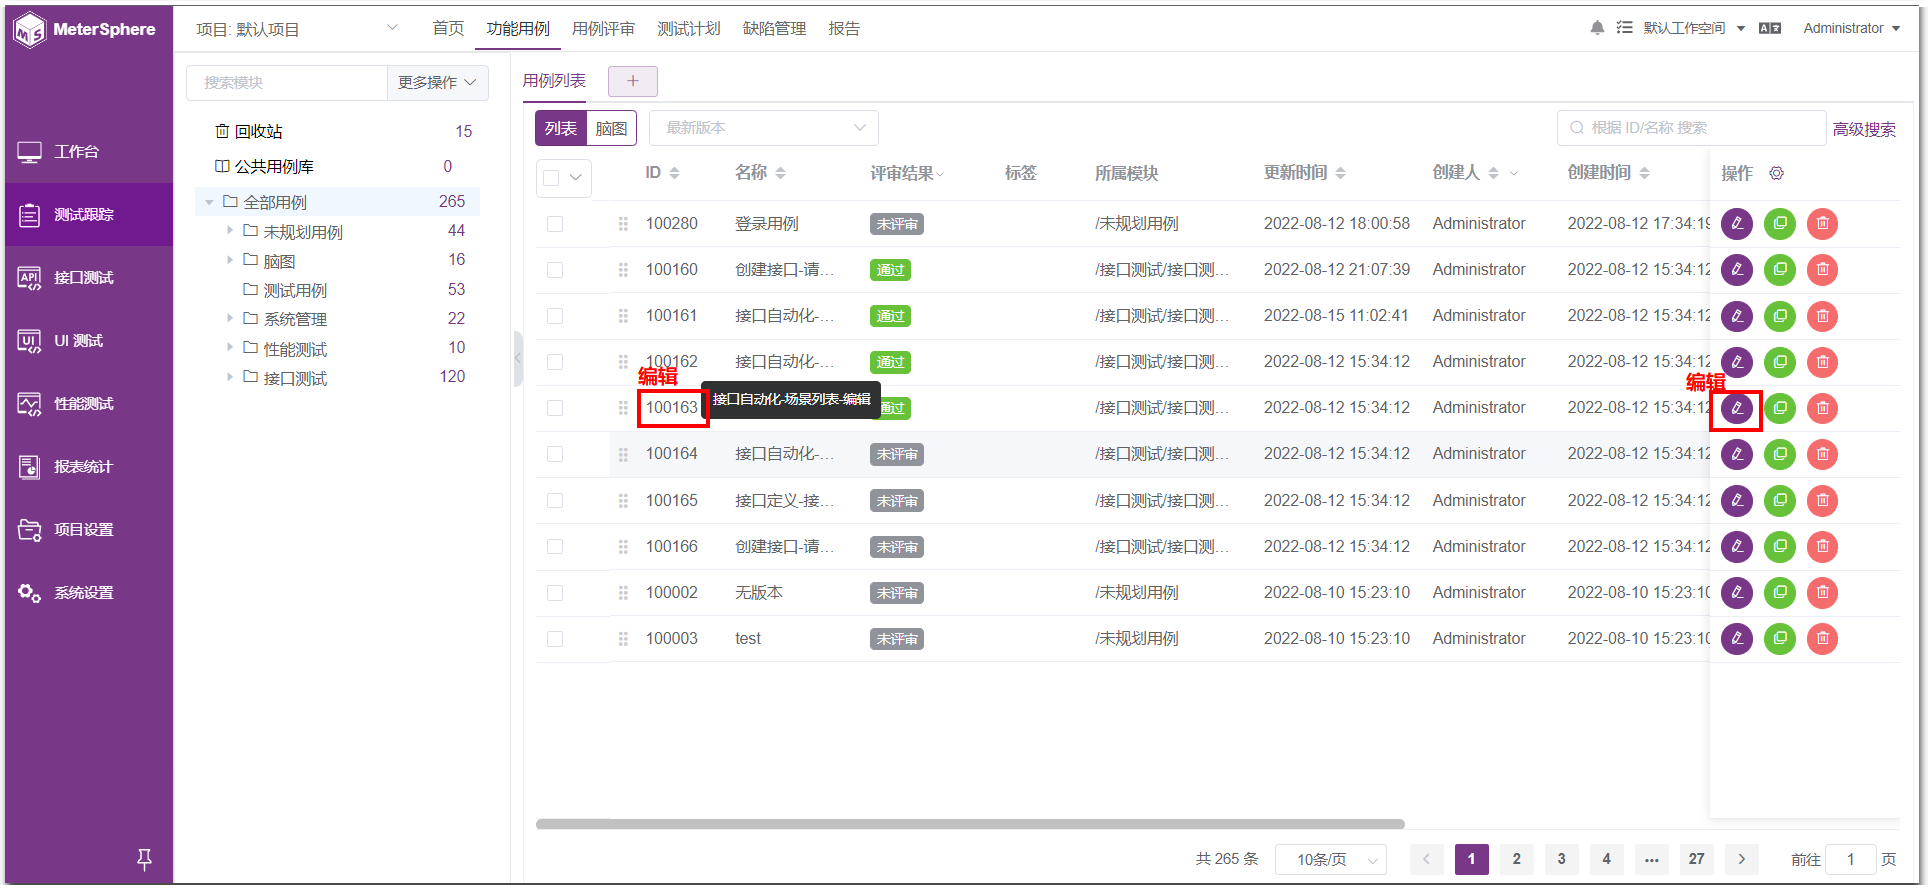 MeterSphere
项目: 默认项目
首页
功能用例
用例评审
测试计划
缺陷管理
报告
默认工作空间
Administrator
工作台
测试跟踪
接口测试
UI 测试
性能测试
报表统计
项目设置
系统设置
搜索模块
更多操作
回收站 15
公共用例库 0
全部用例 265
未规划用例 44
脑图 16
测试用例 53
系统管理 22
性能测试 10
接口测试 120
用例列表
+
列表 脑图
最新版本
根据 ID/名称 搜索
高级搜索
ID 名称 评审结果 标签 所属模块 更新时间 创建人 创建时间 操作
100280 登录用例 未评审 /未规划用例 2022-08-12 18:00:58 Administrator 2022-08-12 17:34:19
100160 创建接口-请... 通过 /接口测试/接口测... 2022-08-12 21:07:39 Administrator 2022-08-12 15:34:12
100161 接口自动化-... 通过 /接口测试/接口测... 2022-08-15 11:02:41 Administrator 2022-08-12 15:34:12
100162 接口自动化-... 通过 /接口测试/接口测... 2022-08-12 15:34:12 Administrator 2022-08-12 15:34:12
编辑
编辑
100163 接口自动化-场景列表-编辑 通过 /接口测试/接口测... 2022-08-12 15:34:12 Administrator 2022-08-12 15:34:12
100164 接口自动化-... 未评审 /接口测试/接口测... 2022-08-12 15:34:12 Administrator 2022-08-12 15:34:12
100165 接口定义-接... 未评审 /接口测试/接口测... 2022-08-12 15:34:12 Administrator 2022-08-12 15:34:12
100166 创建接口-请... 未评审 /接口测试/接口测... 2022-08-12 15:34:12 Administrator 2022-08-12 15:34:12
100002 无版本 未评审 /未规划用例 2022-08-10 15:23:10 Administrator 2022-08-10 15:23:10
100003 test 未评审 /未规划用例 2022-08-10 15:23:10 Administrator 2022-08-10 15:23:10
共 265 条 10条/页 1 2 3 4 ... 27 前往 1 页